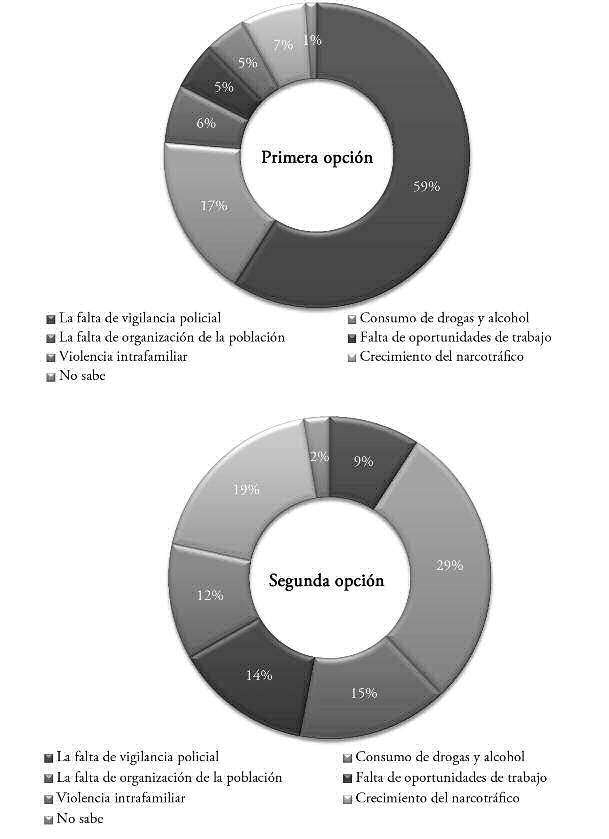 7%
1%
5%
5%
6%
Primera opción
59%
17%
La falta de vigilancia policial
Consumo de drogas y alcohol
La falta de organización de la población
Falta de oportunidades de trabajo
Violencia intrafamiliar
Crecimiento del narcotráfico
No sabe
2%
9%
19%
29%
Segunda opción
12%
14%
15%
La falta de vigilancia policial
Consumo de drogas y alcohol
La falta de organización de la población
Falta de oportunidades de trabajo
Violencia intrafamiliar
Crecimiento del narcotráfico
No sabe